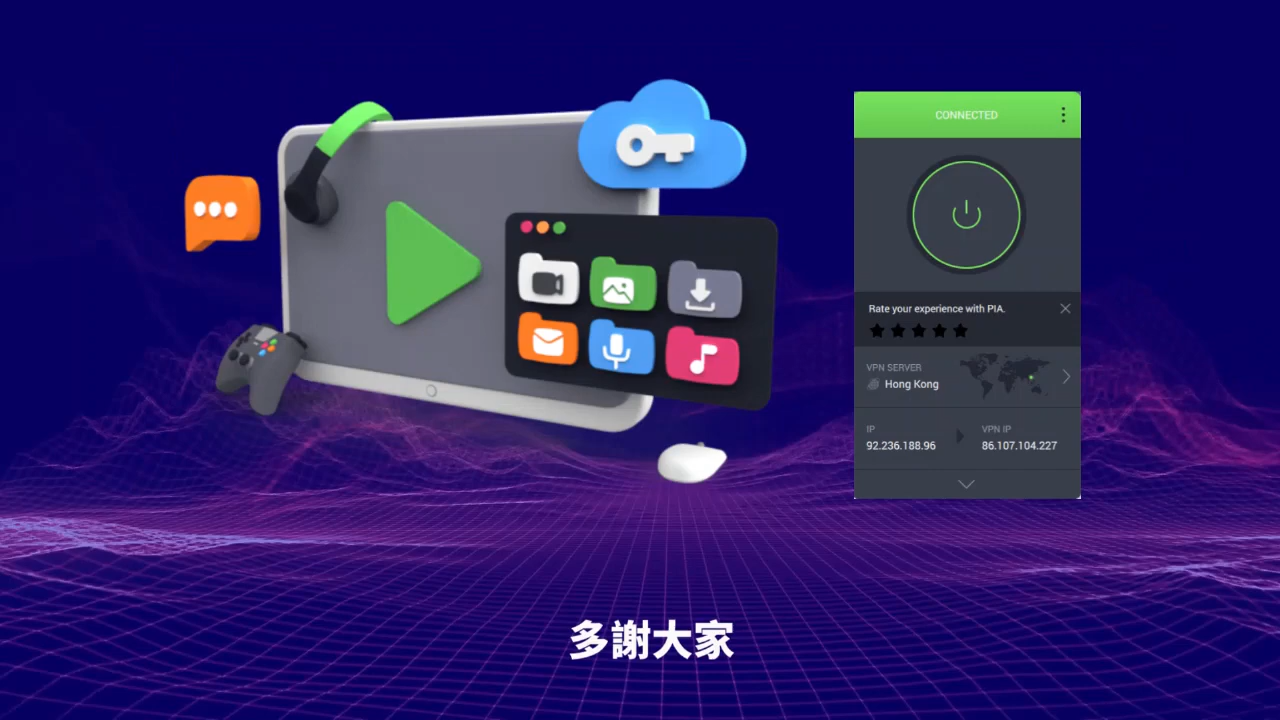 CONNECTED
Rate your experience with PIA.
VPN SERVER
Hong Kong
IP
92.236.188.96
VPN IP
86.107.104.227
多謝大家